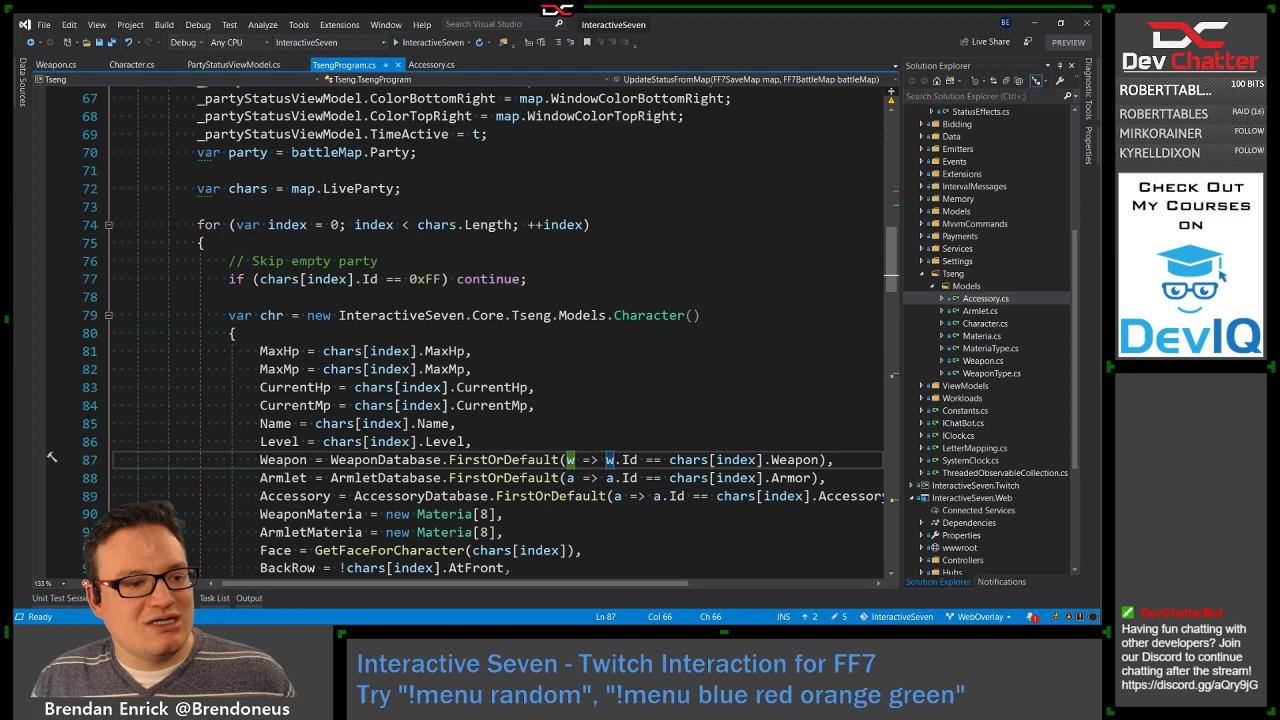 File Edit View Project Build Debug Test Analyze Tools Extensions Window Help Search Visual Studio InteractiveSeven BE
Debug Any CPU InteractiveSeven InteractiveSeven Live Share PREVIEW
Weapon.cs Character.cs PartyStatusViewModel.cs TsengProgram.cs Accessory.cs
Tseng Tseng.TsengProgram UpdateStatusFromMap(FF7SaveMap map, FF7BattleMap battleMap)
Data Sources
67 _partyStatusViewModel.ColorBottomRight = map.WindowColorBottomRight;
68 _partyStatusViewModel.ColorTopRight = map.WindowColorTopRight;
69 _partyStatusViewModel.TimeActive = t;
70 var party = battleMap.Party;
71
72 var chars = map.LiveParty;
73
74 for (var index = 0; index < chars.Length; ++index)
75 {
76 // Skip empty party
77 if (chars[index].Id == 0xFF) continue;
78
79 var chr = new InteractiveSeven.Core.Tseng.Models.Character()
80 {
81 MaxHp = chars[index].MaxHp,
82 MaxMp = chars[index].MaxMp,
83 CurrentHp = chars[index].CurrentHp,
84 CurrentMp = chars[index].CurrentMp,
85 Name = chars[index].Name,
86 Level = chars[index].Level,
87 Weapon = WeaponDatabase.FirstOrDefault(w => w.Id == chars[index].Weapon),
88 Armlet = ArmletDatabase.FirstOrDefault(a => a.Id == chars[index].Armor),
89 Accessory = AccessoryDatabase.FirstOrDefault(a => a.Id == chars[index].Accessory
90 WeaponMateria = new Materia[8],
ArmletMateria = new Materia[8],
Face = GetFaceForCharacter(chars[index]),
BackRow = !chars[index].AtFront,
133 % Ln 87 Col 66 Ch 66 INS
Unit Test Sessi Task List Output
Ready 2 5 InteractiveSeven WebOverlay 1
Solution Explorer
Search Solution Explorer (Ctrl+;)
StatusEffects.cs
Bidding
Data
Emitters
Events
Extensions
IntervalMessages
Memory
Models
MvvmCommands
Payments
Services
Settings
Tseng
Models
Accessory.cs
Armlet.cs
Character.cs
Materia.cs
MateriaType.cs
Weapon.cs
WeaponType.cs
ViewModels
Workloads
Constants.cs
IChatBot.cs
IClock.cs
LetterMapping.cs
SystemClock.cs
ThreadedObservableCollection.cs
InteractiveSeven.Twitch
InteractiveSeven.Web
Connected Services
Dependencies
Properties
wwwroot
Controllers
Hubs
Solution Explorer Notifications
Diagnostic Tools
Properties
Dev Chatter
ROBERTTABL... 100 BITS
ROBERTTABLES RAID (16)
MIRKORAINER FOLLOW
KYRELLDIXON FOLLOW
Check Out
My Courses
on
DevIQ
DevChatterBot
Having fun chatting with
other developers? Join
our Discord to continue
chatting after the stream!
https://discord.gg/aQry9jG
Interactive Seven - Twitch Interaction for FF7
Try "!menu random", "!menu blue red orange green"
Brendan Enrick @Brendoneus